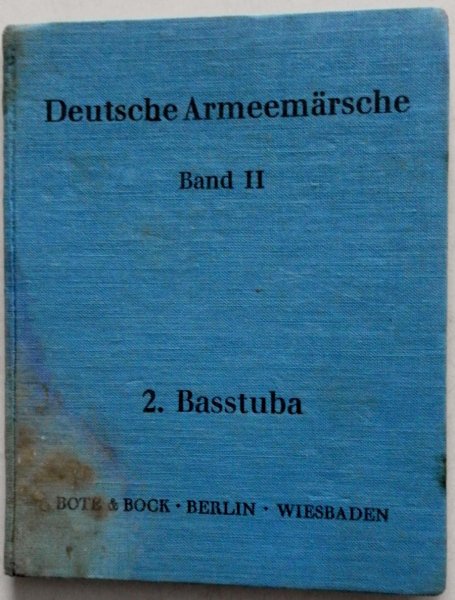 Deutsche Armeemärsche
Band II
2. Basstuba
BOTE & BOCK · BERLIN · WIESBADEN